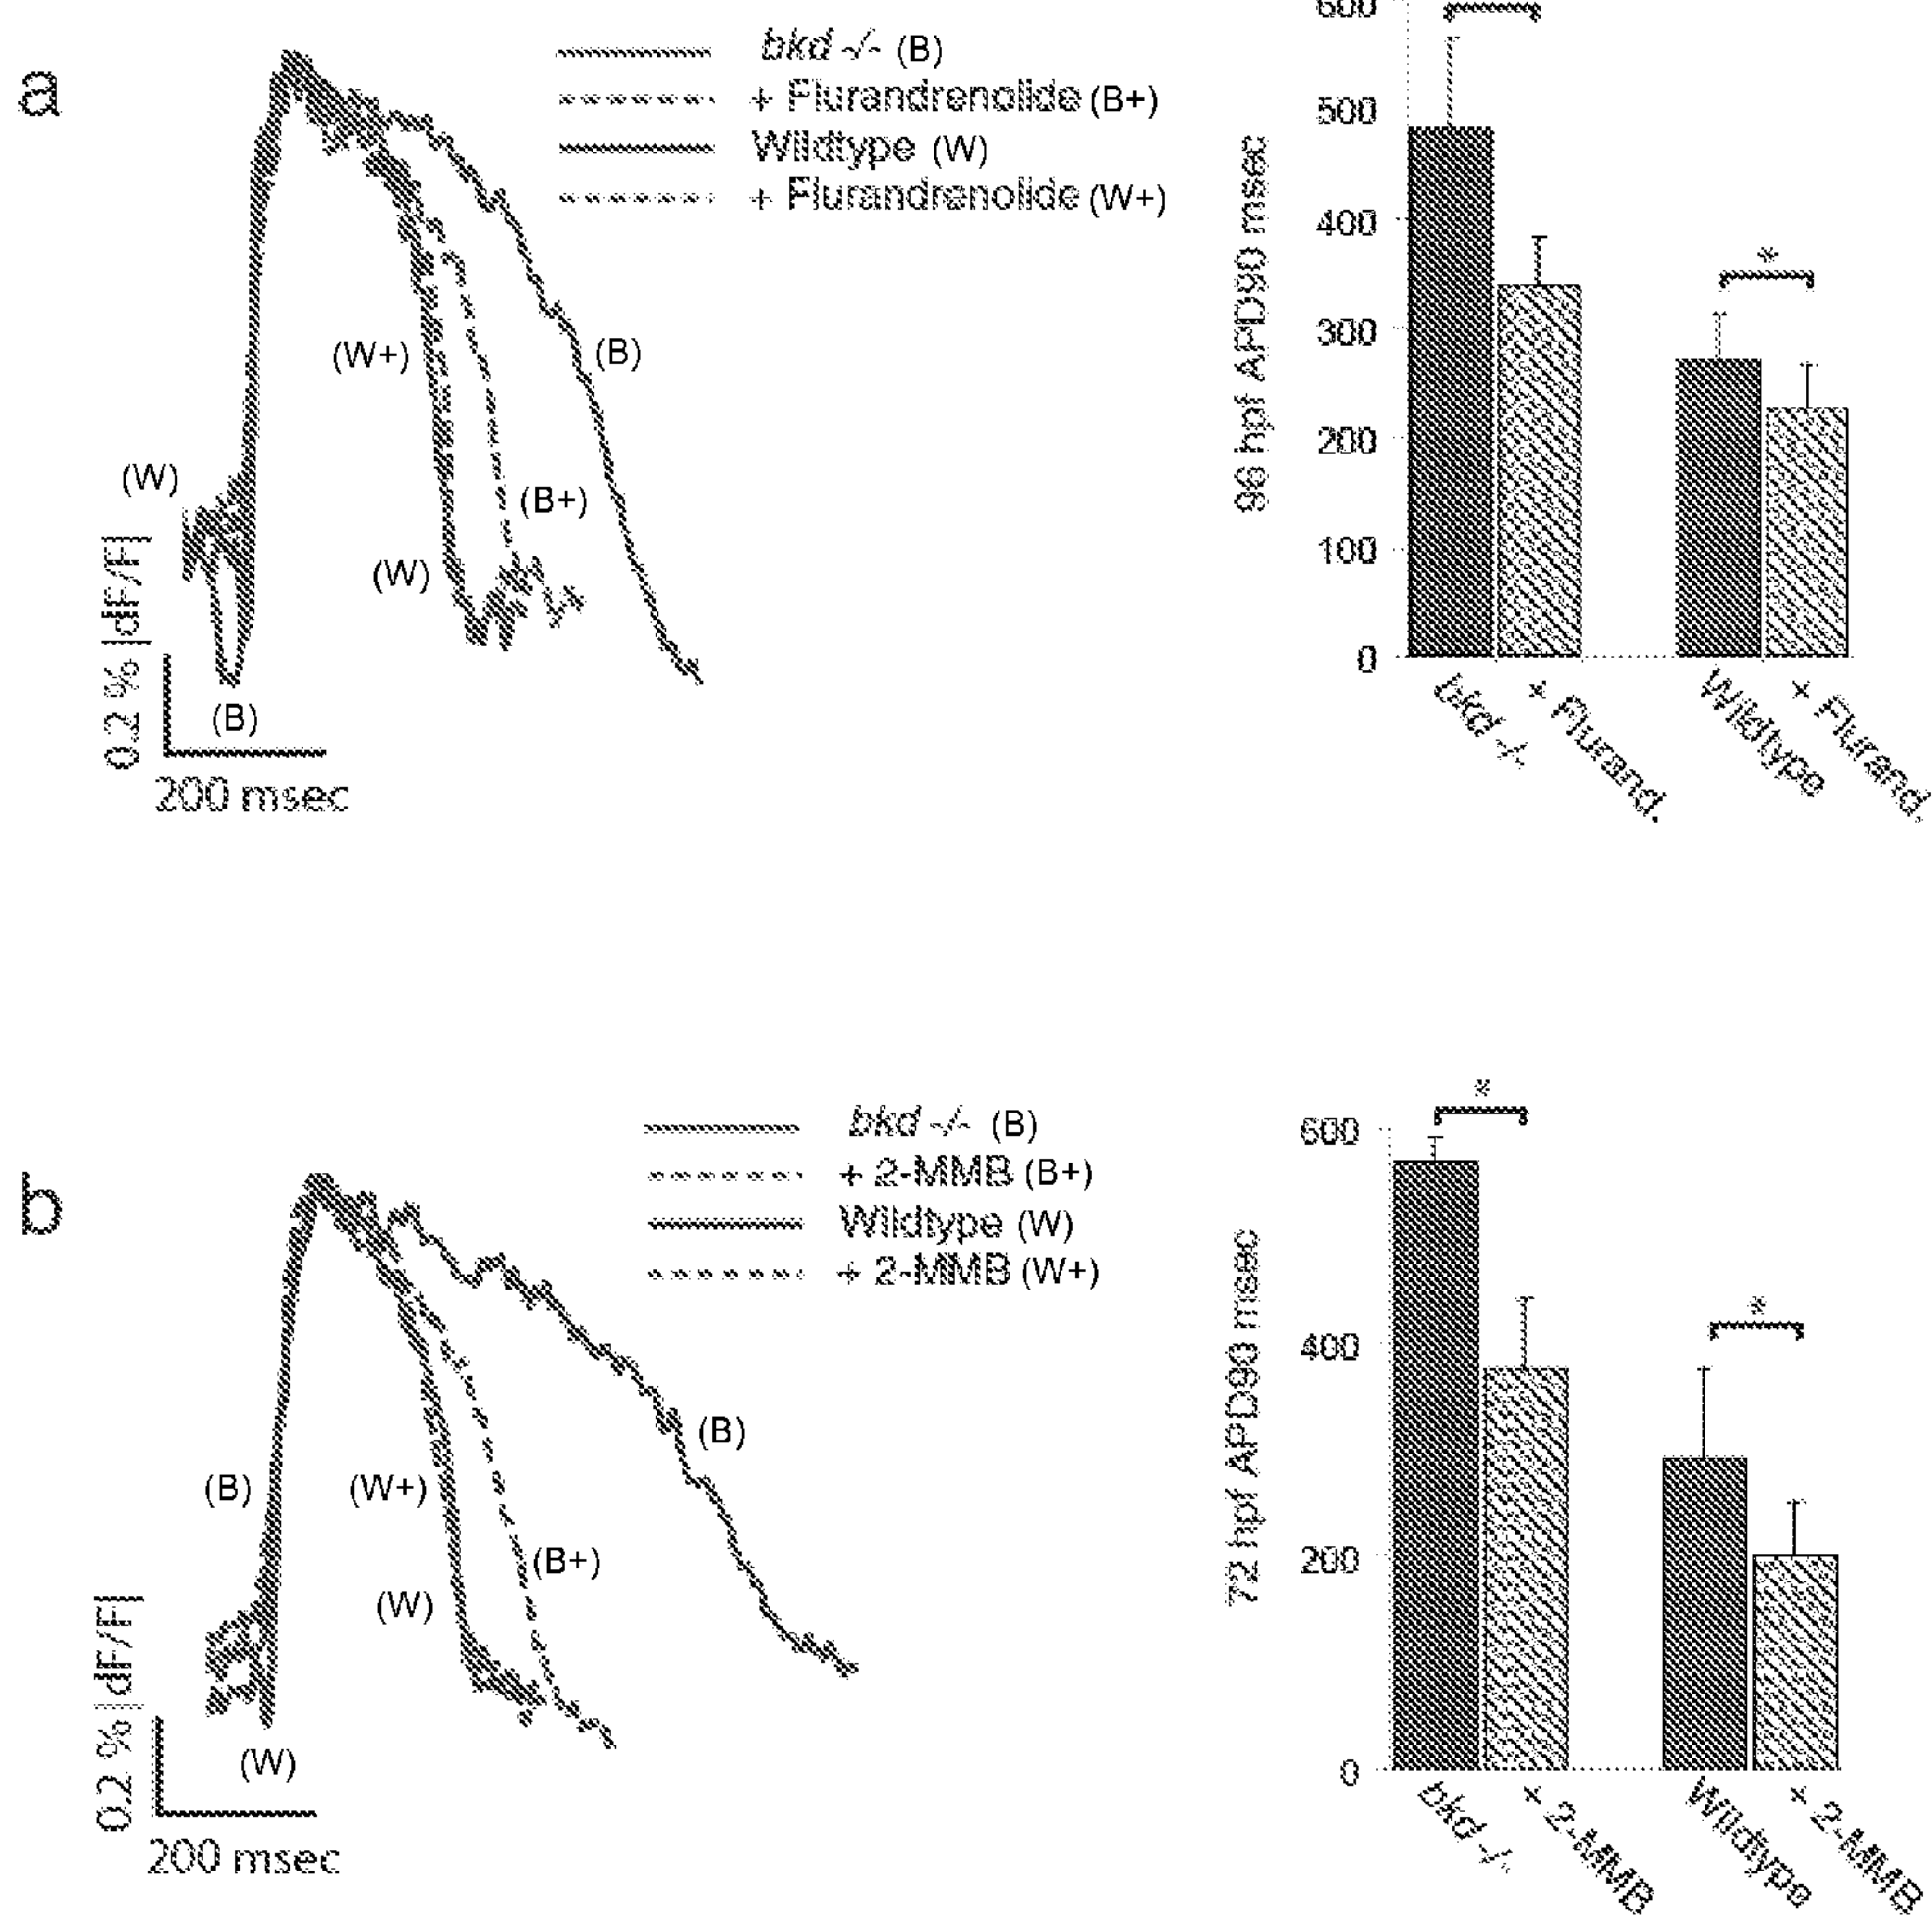 a
bkd -/- (B)
+ Flurandrenolide (B+)
Wildtype (W)
+ Flurandrenolide (W+)
(W+)
(B)
(W)
(B+)
(W)
(B)
0.2 % |dF/F|
200 msec
600
500
400
300
200
100
0
96 hpf APD90 msec
*
bkd -/-
+ Flurand.
Wildtype
+ Flurand.
b
bkd -/- (B)
+ 2-MMB (B+)
Wildtype (W)
+ 2-MMB (W+)
(B)
(B)
(W+)
(B+)
(W)
(W)
0.2 % |dF/F|
200 msec
*
600
400
200
0
72 hpf APD90 msec
*
bkd -/-
+ 2-MMB
Wildtype
+ 2-MMB